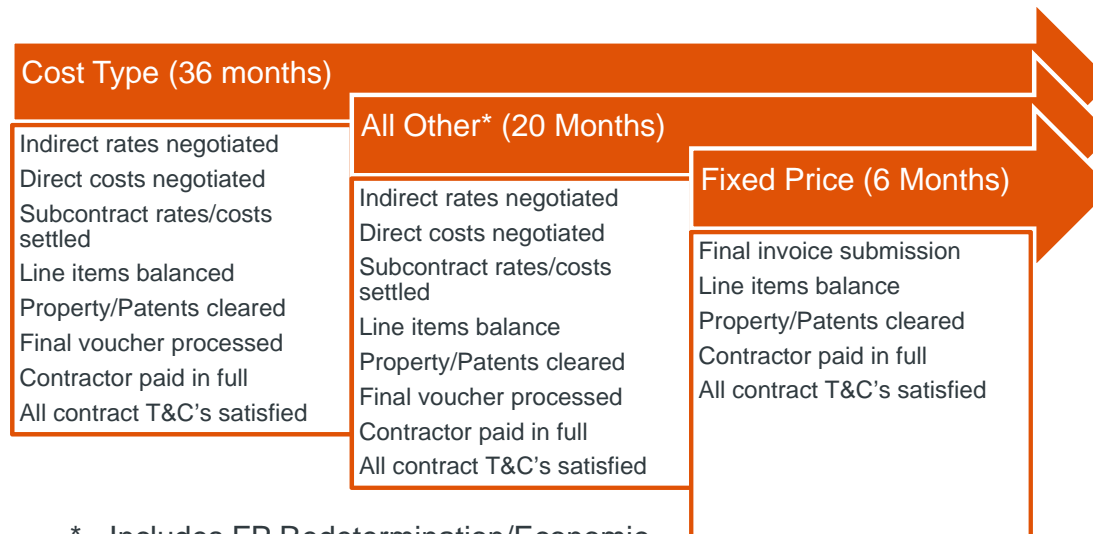 Cost Type (36 months)
Indirect rates negotiated
Direct costs negotiated
Subcontract rates/costs
settled
Line items balanced
Property/Patents cleared
Final voucher processed
Contractor paid in full
All contract T&C’s satisfied
All Other* (20 Months)
Indirect rates negotiated
Direct costs negotiated
Subcontract rates/costs
settled
Line items balance
Property/Patents cleared
Final voucher processed
Contractor paid in full
All contract T&C’s satisfied
Fixed Price (6 Months)
Final invoice submission
Line items balance
Property/Patents cleared
Contractor paid in full
All contract T&C’s satisfied
* Includes FP Redetermination/Economic